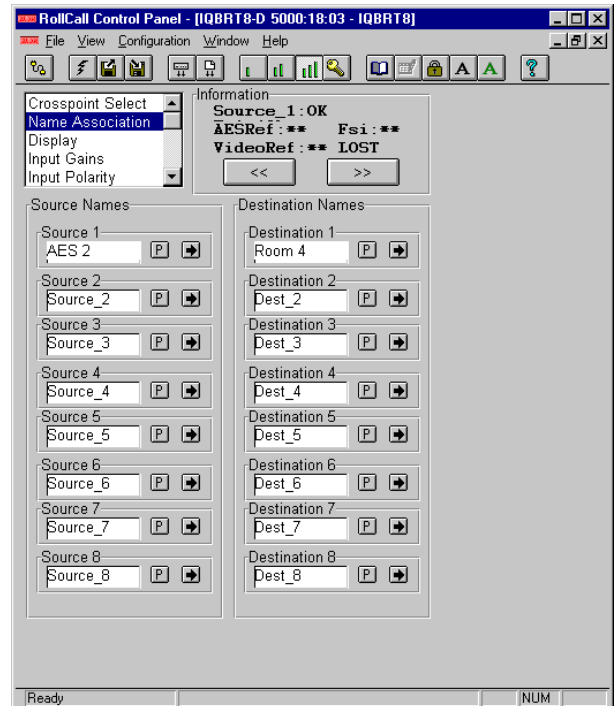 RollCall Control Panel - [IQBRT8-D 5000:18:03 - IQBRT8]
File View Configuration Window Help
A A ?
Crosspoint Select
Name Association
Display
Input Gains
Input Polarity
Information
Source_1:OK
AESRef:** Fsi:**
VideoRef:** LOST
<< >>
Source Names
Destination Names
Source 1
AES 2 P
Destination 1
Room 4 P
Source 2
Source_2 P
Destination 2
Dest_2 P
Source 3
Source_3 P
Destination 3
Dest_3 P
Source 4
Source_4 P
Destination 4
Dest_4 P
Source 5
Source_5 P
Destination 5
Dest_5 P
Source 6
Source_6 P
Destination 6
Dest_6 P
Source 7
Source_7 P
Destination 7
Dest_7 P
Source 8
Source_8 P
Destination 8
Dest_8 P
Ready NUM